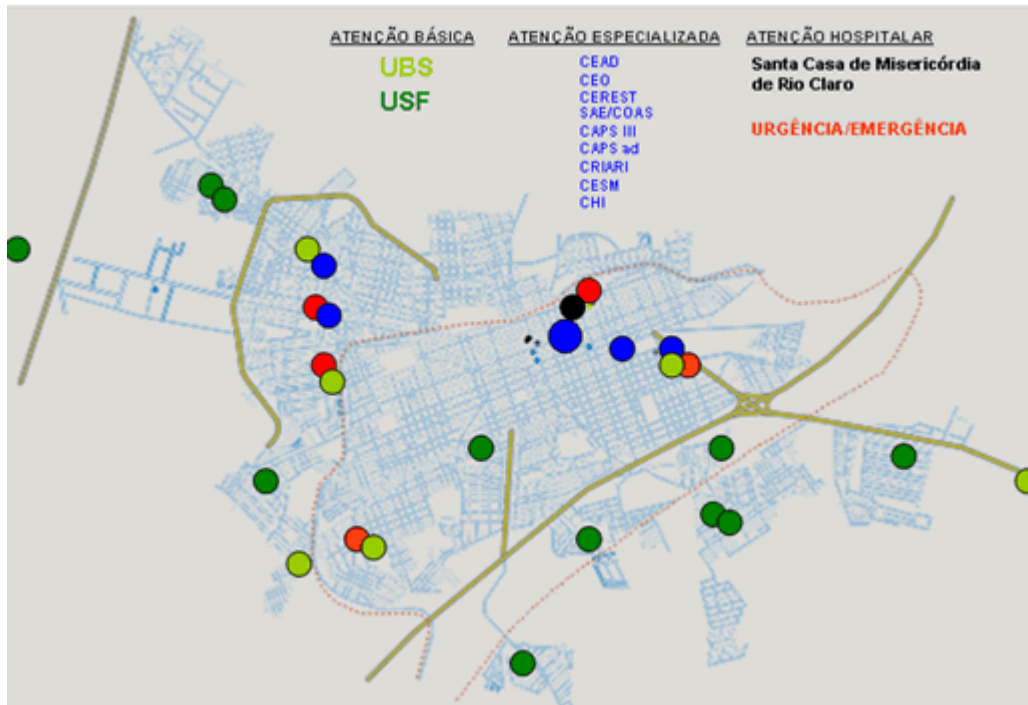 ATENÇÃO BÁSICA
UBS
USF
ATENÇÃO ESPECIALIZADA
CEAD
CEO
CEREST
SAE/COAS
CAPS III
CAPS ad
CRIARI
CESM
CHI
ATENÇÃO HOSPITALAR
Santa Casa de Misericórdia
de Rio Claro
URGÊNCIA/EMERGÊNCIA